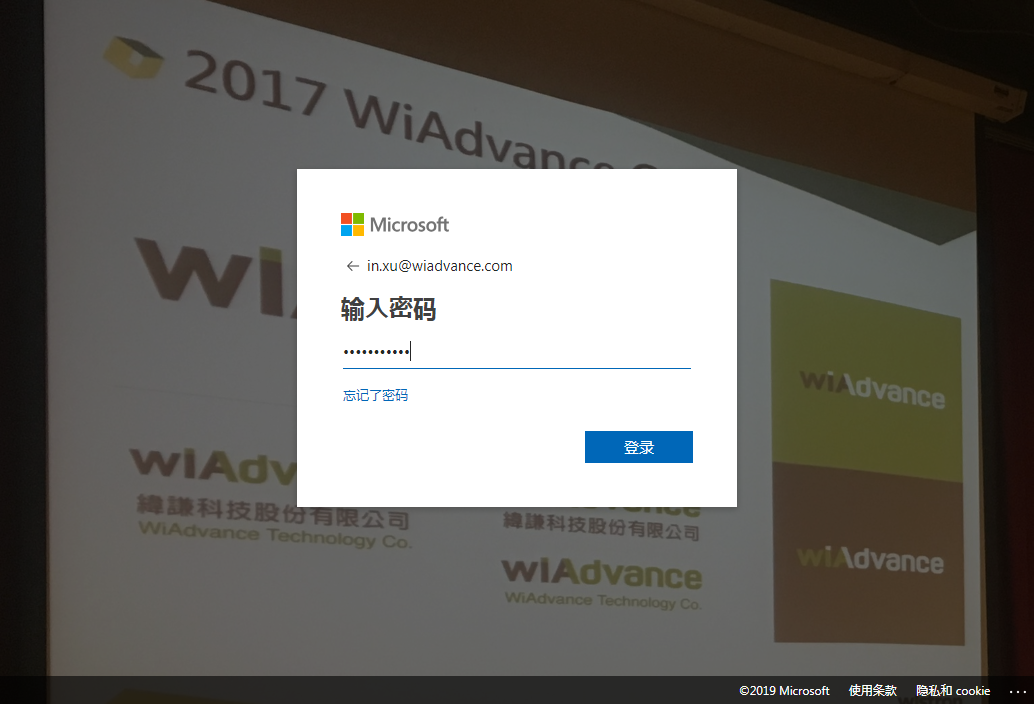 2017 WiAdvance
Microsoft
in.xu@wiadvance.com
输入密码
•••••••••••
忘记了密码
登录
wiAdvance
緯謙科技股份有限公司
WiAdvance Technology Co.
緯謙科技股份有限公司
wiAdvance
WiAdvance Technology Co.
wiAdvance
wiAdvance
©2019 Microsoft 使用条款 隐私和 cookie ...